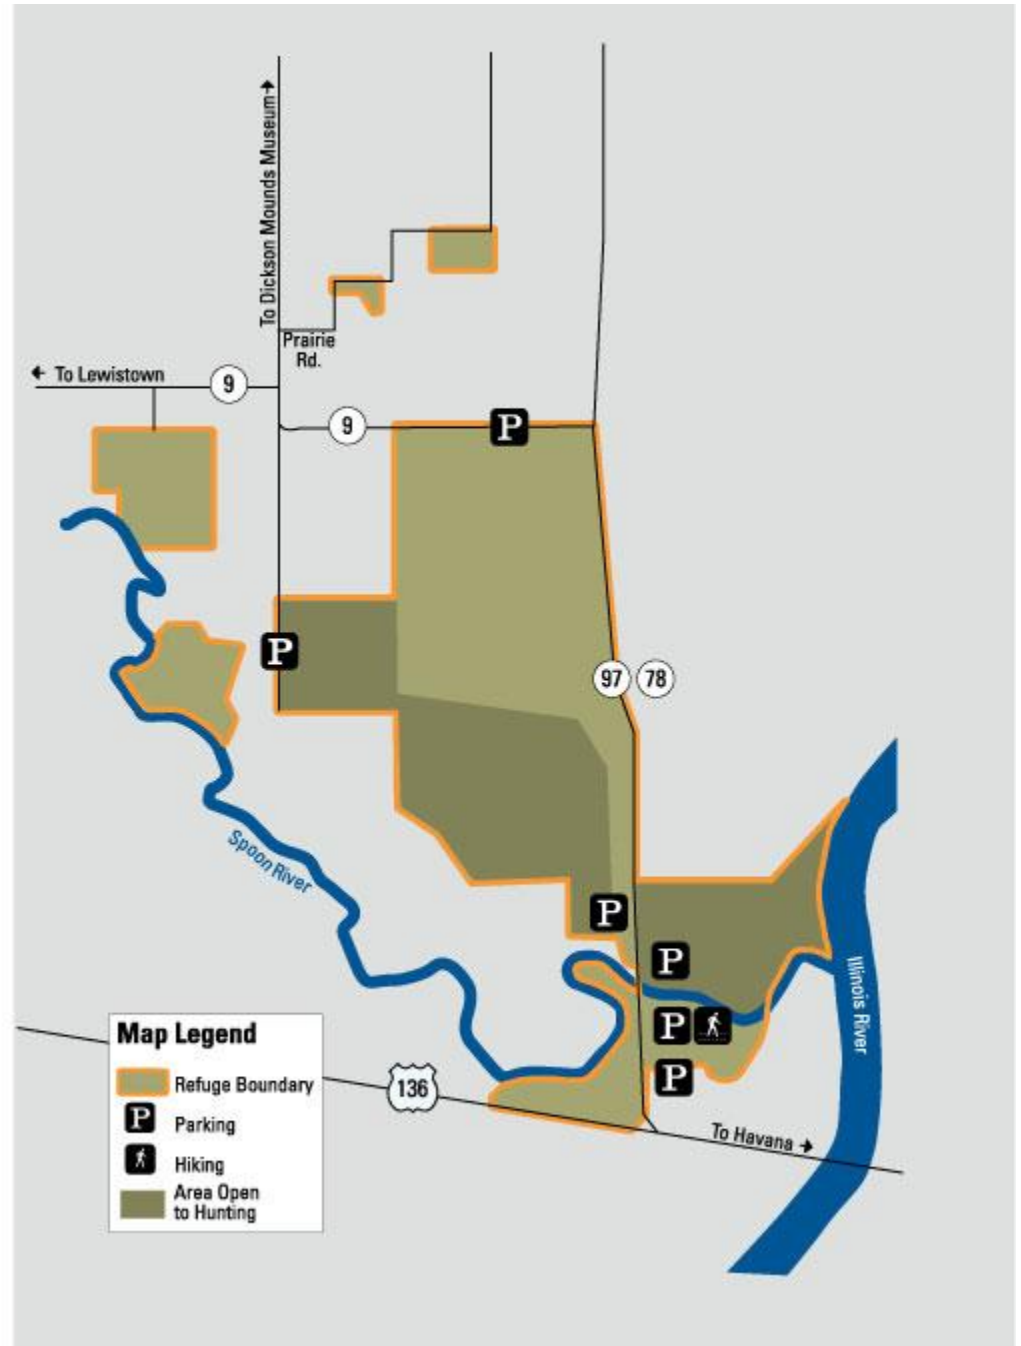 To Dickson Mounds Museum→
Prairie
Rd.
← To Lewistown
9
9
P
P
97
78
Spoon River
P
P
Illinois River
P
P
136
To Havana →
Map Legend
Refuge Boundary
P
Parking
Hiking
Area Open
to Hunting